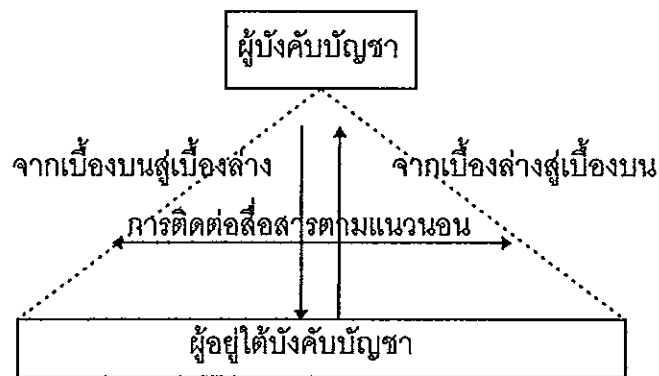 ผู้บังคับบัญชา
จากเบื้องบนสู่เบื้องล่าง
จากเบื้องล่างสู่เบื้องบน
การติดต่อสื่อสารตามแนวนอน
ผู้อยู่ใต้บังคับบัญชา